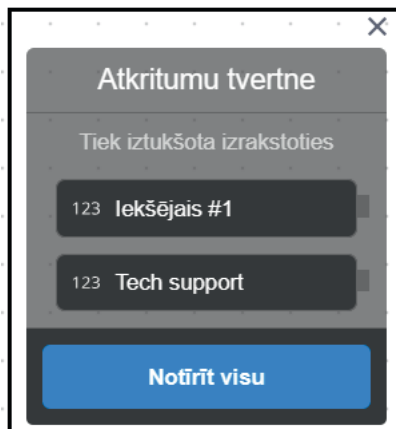 Atkritumu tvertne
Tiek iztukšota izrakstoties
123 Iekšējais #1
123 Tech support
Notīrīt visu